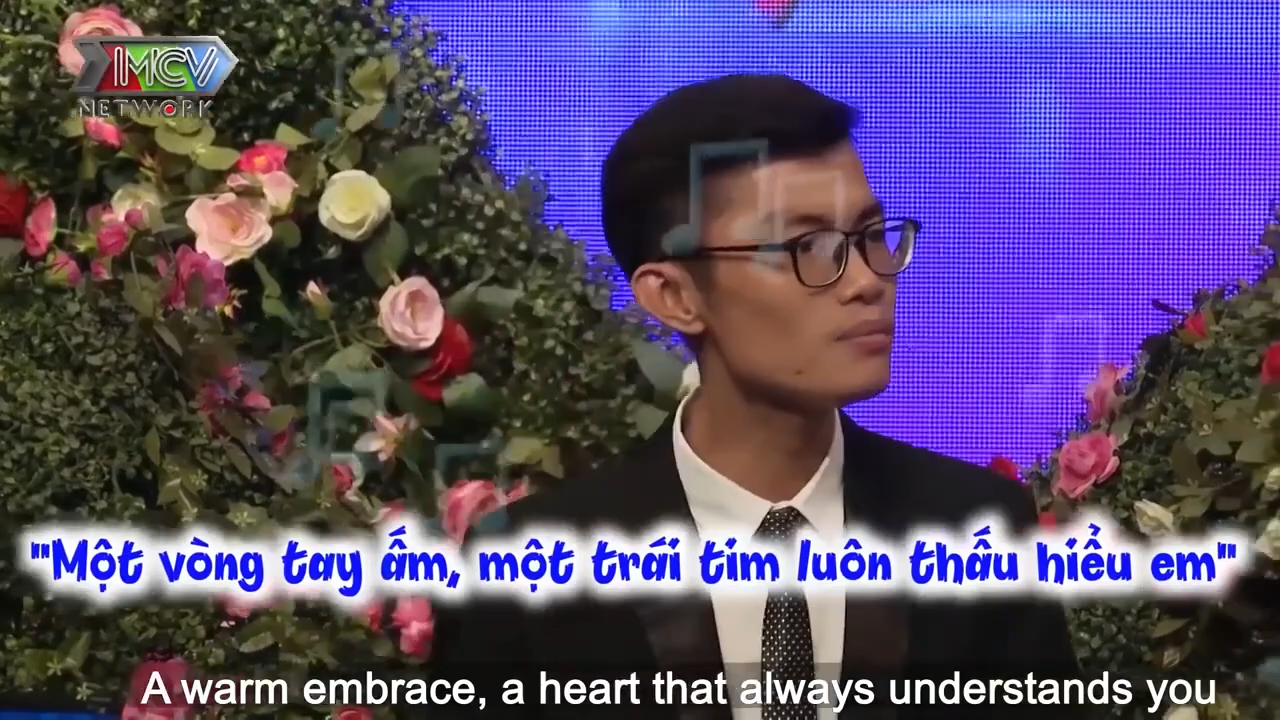 MCV
NETWORK
"'Một vòng tay ấm, một trái tim luôn thấu hiểu em'"
A warm embrace, a heart that always understands you